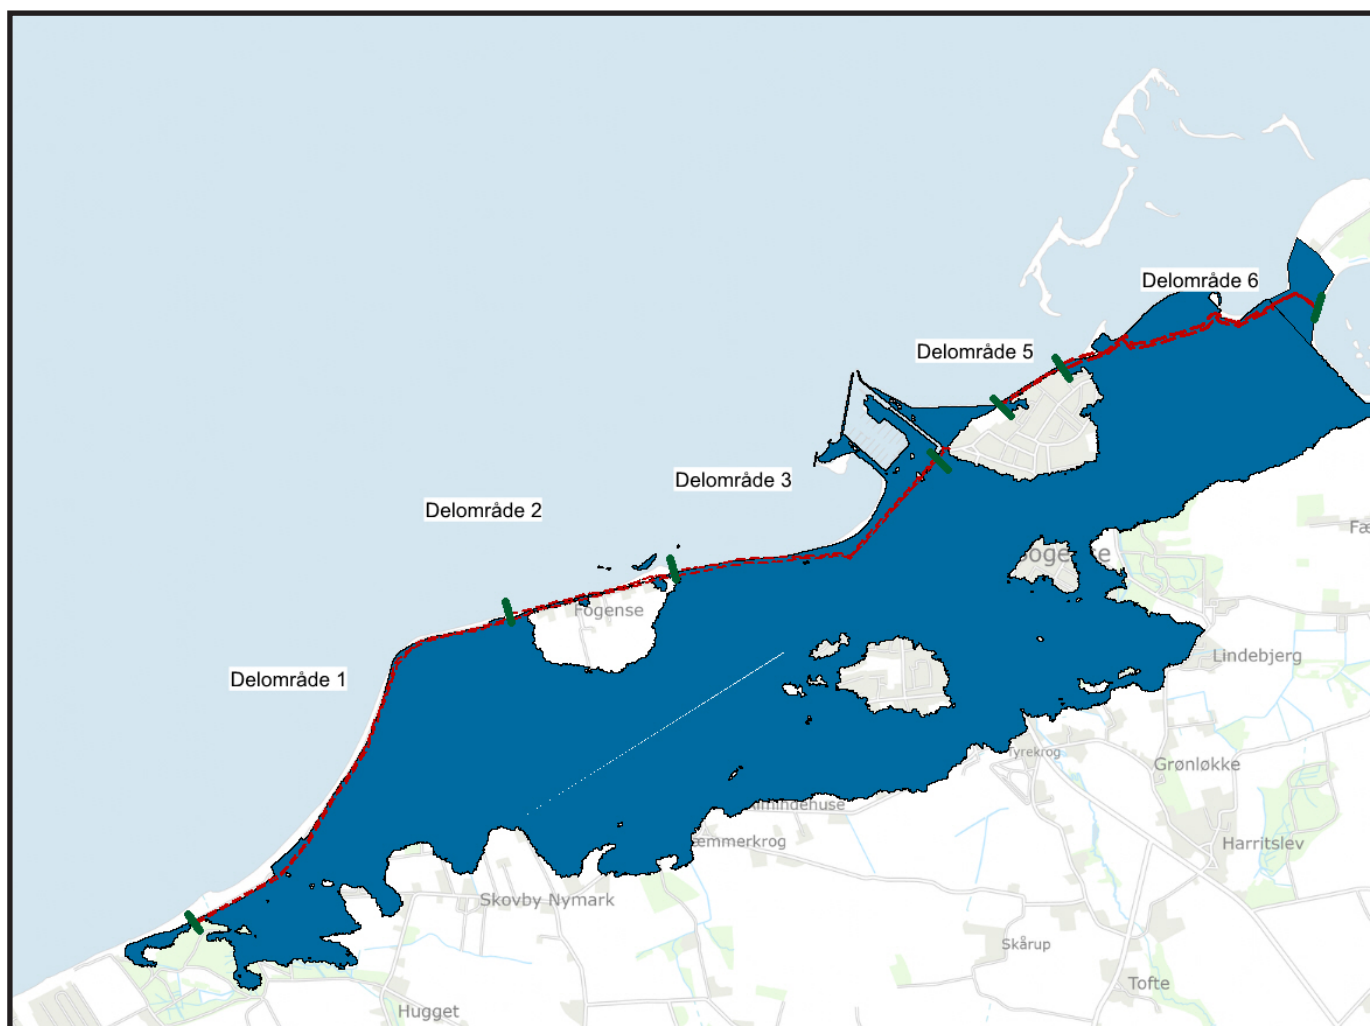 Delområde 6
Delområde 5
Delområde 3
Delområde 2
Fogense
Lindebjerg
Delområde 1
Tyrekrog
Grønløkke
Harritslev
Skovby Nymark
Skårup
Tofte
Hugget